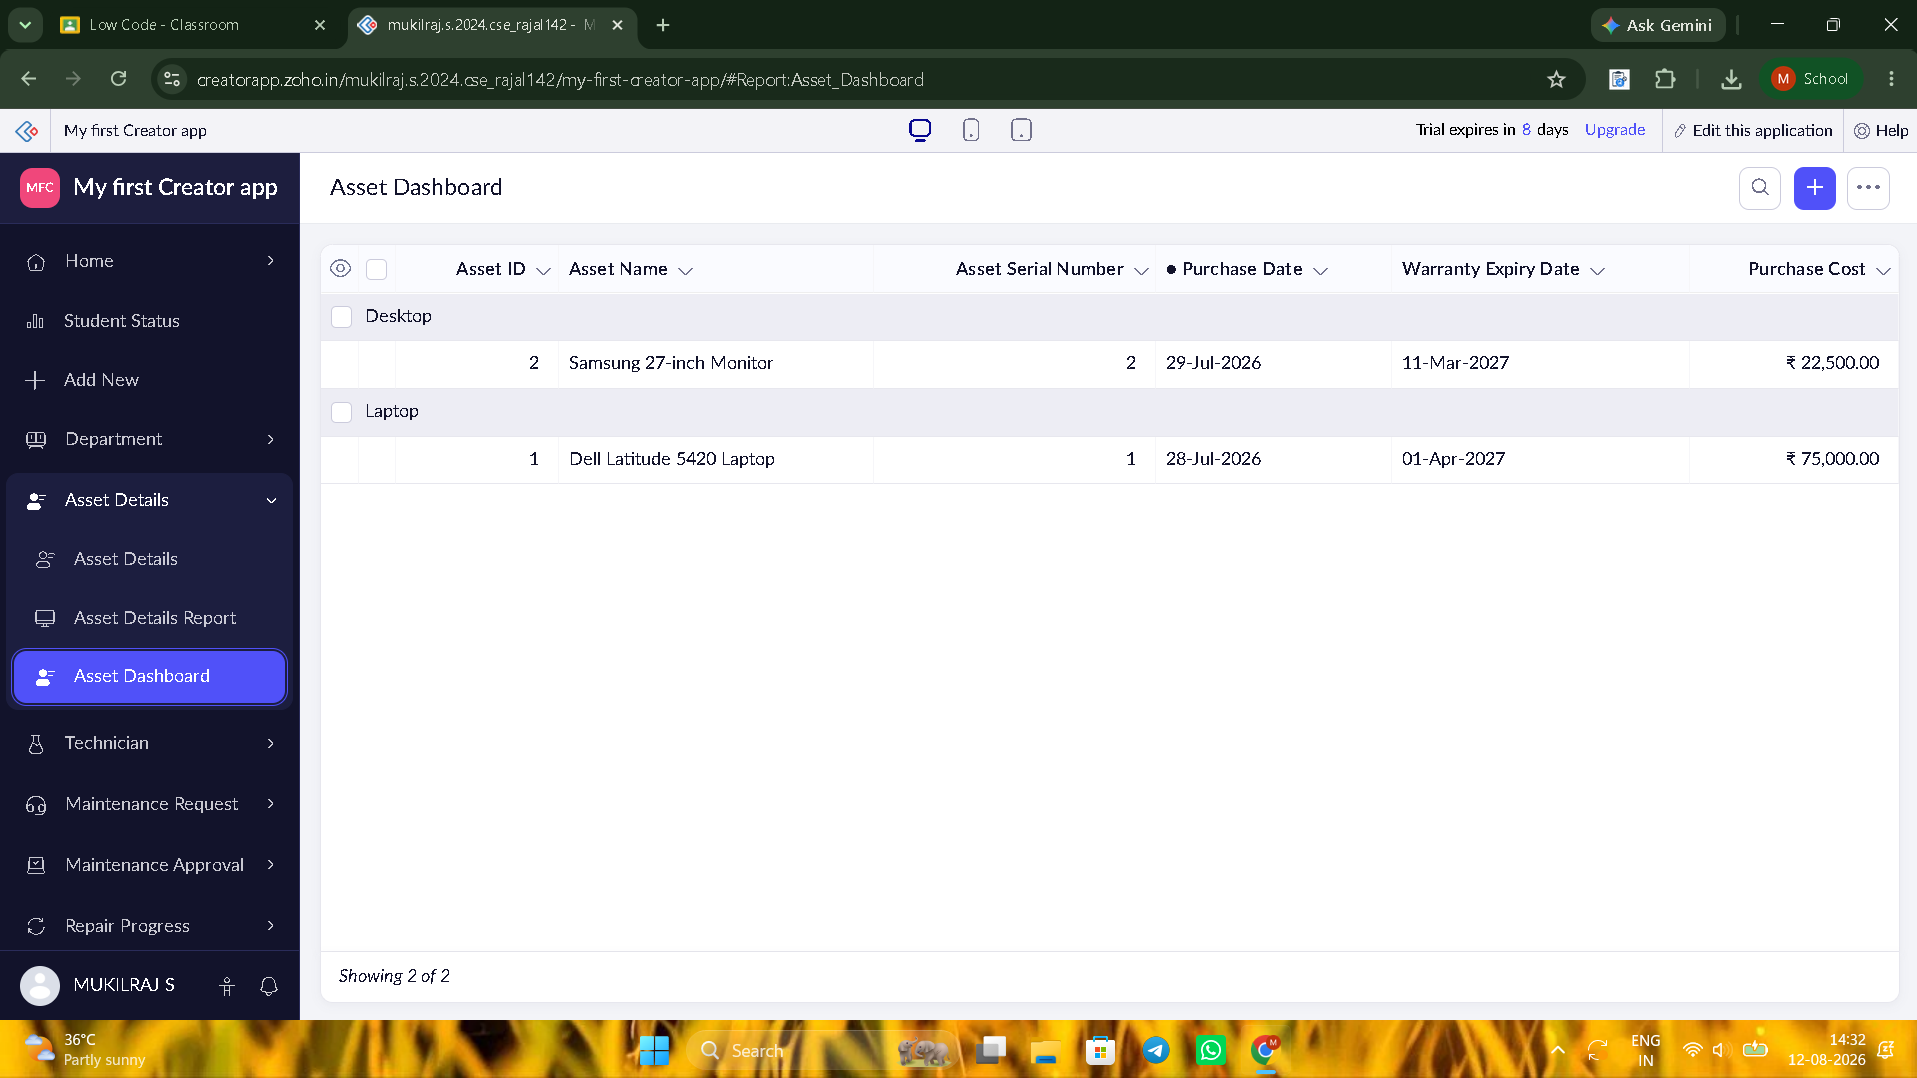 Low Code - Classroom
mukilraj.s.2024.cse_rajal142 - M
Ask Gemini
creatorapp.zoho.in/mukilraj.s.2024.cse_rajal142/my-first-creator-app/#Report:Asset_Dashboard
M School
My first Creator app
Trial expires in 8 days Upgrade
Edit this application
Help
MFC My first Creator app
Asset Dashboard
Home
Student Status
Add New
Department
Asset Details
Asset Details
Asset Details Report
Asset Dashboard
Technician
Maintenance Request
Maintenance Approval
Repair Progress
MUKILRAJ S
Asset ID Asset Name Asset Serial Number Purchase Date Warranty Expiry Date Purchase Cost
Desktop
2 Samsung 27-inch Monitor 2 29-Jul-2026 11-Mar-2027 ₹ 22,500.00
Laptop
1 Dell Latitude 5420 Laptop 1 28-Jul-2026 01-Apr-2027 ₹ 75,000.00
Showing 2 of 2
36°C
Partly sunny
Search
M
ENG
IN
14:32
12-08-2026